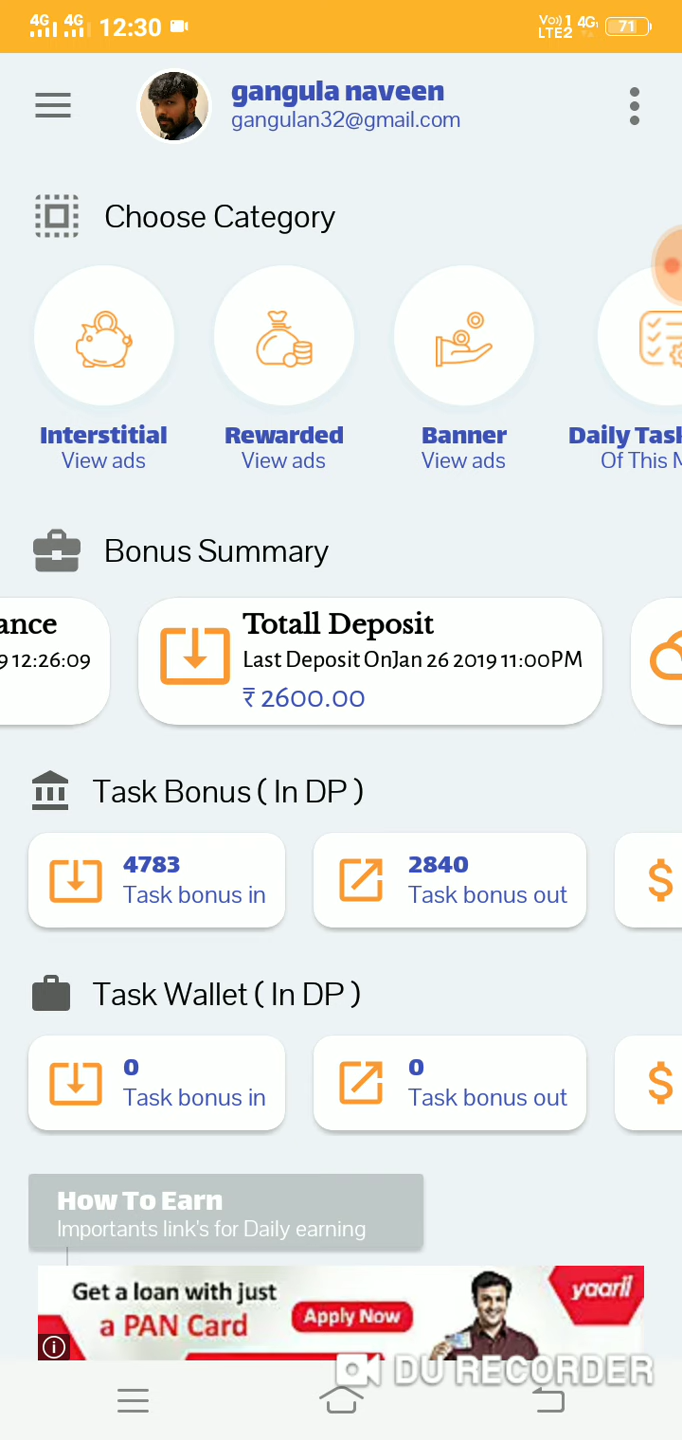 4G 4G 12:30
Vo)) 1 4G
LTE2 71
gangula naveen
gangulan32@gmail.com
Choose Category
Interstitial
View ads
Rewarded
View ads
Banner
View ads
Daily Task
Of This M
Bonus Summary
ance
9 12:26:09
Totall Deposit
Last Deposit OnJan 26 2019 11:00PM
₹ 2600.00
Task Bonus ( In DP )
4783
Task bonus in
2840
Task bonus out
$
Task Wallet ( In DP )
0
Task bonus in
0
Task bonus out
$
How To Earn
Importants link's for Daily earning
Get a loan with just
a PAN Card
Apply Now
yaarii
DU RECORDER